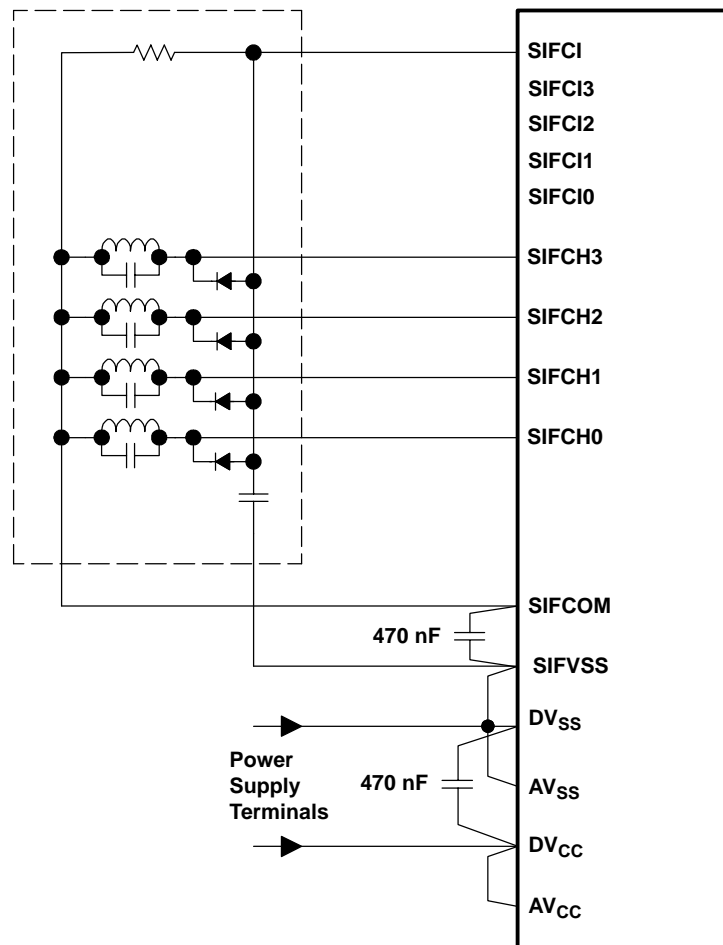 SIFCI
SIFCI3
SIFCI2
SIFCI1
SIFCI0
SIFCH3
SIFCH2
SIFCH1
SIFCH0
SIFCOM
470 nF
SIFVSS
DVSS
Power
Supply
Terminals
470 nF
AVSS
DVCC
AVCC